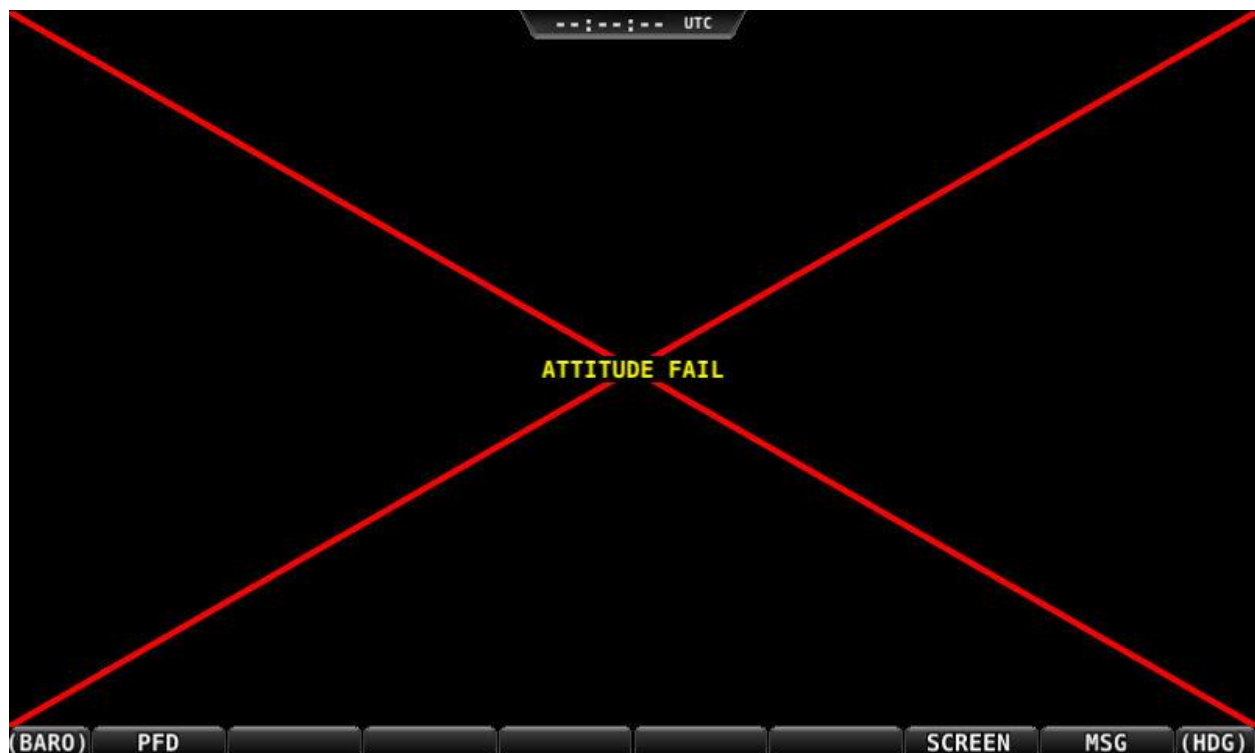 --:--:-- UTC
ATTITUDE FAIL
(BARO) PFD SCREEN MSG (HDG)